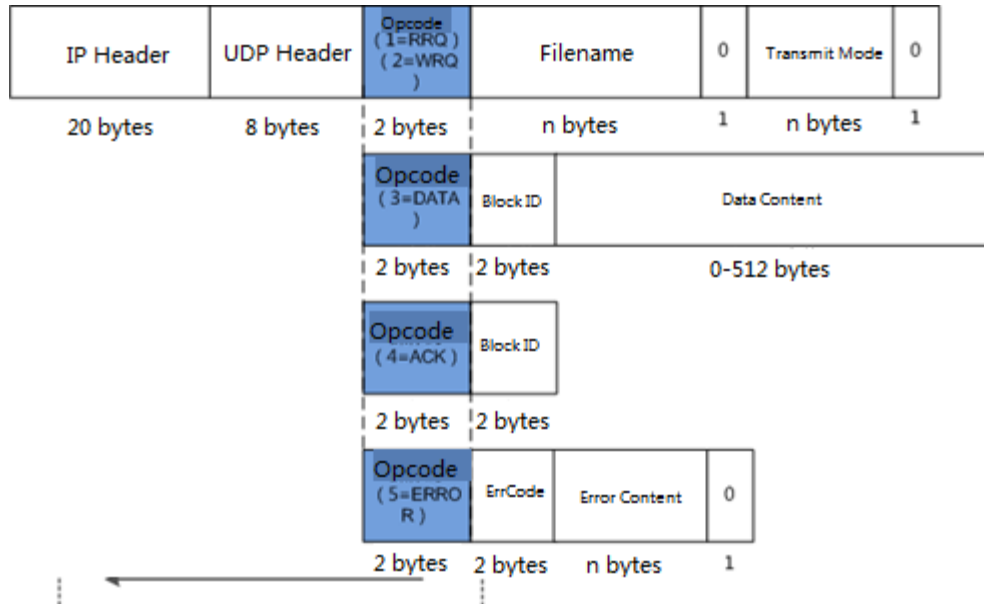 IP Header
UDP Header
Opcode
(1=RRQ)
(2=WRQ
)
Filename
0
Transmit Mode
0
20 bytes
8 bytes
2 bytes
n bytes
1
n bytes
1
Opcode
(3=DATA
)
Block ID
Data Content
2 bytes
2 bytes
0-512 bytes
Opcode
(4=ACK)
Block ID
2 bytes
2 bytes
Opcode
(5=ERRO
R)
ErrCode
Error Content
0
2 bytes
2 bytes
n bytes
1